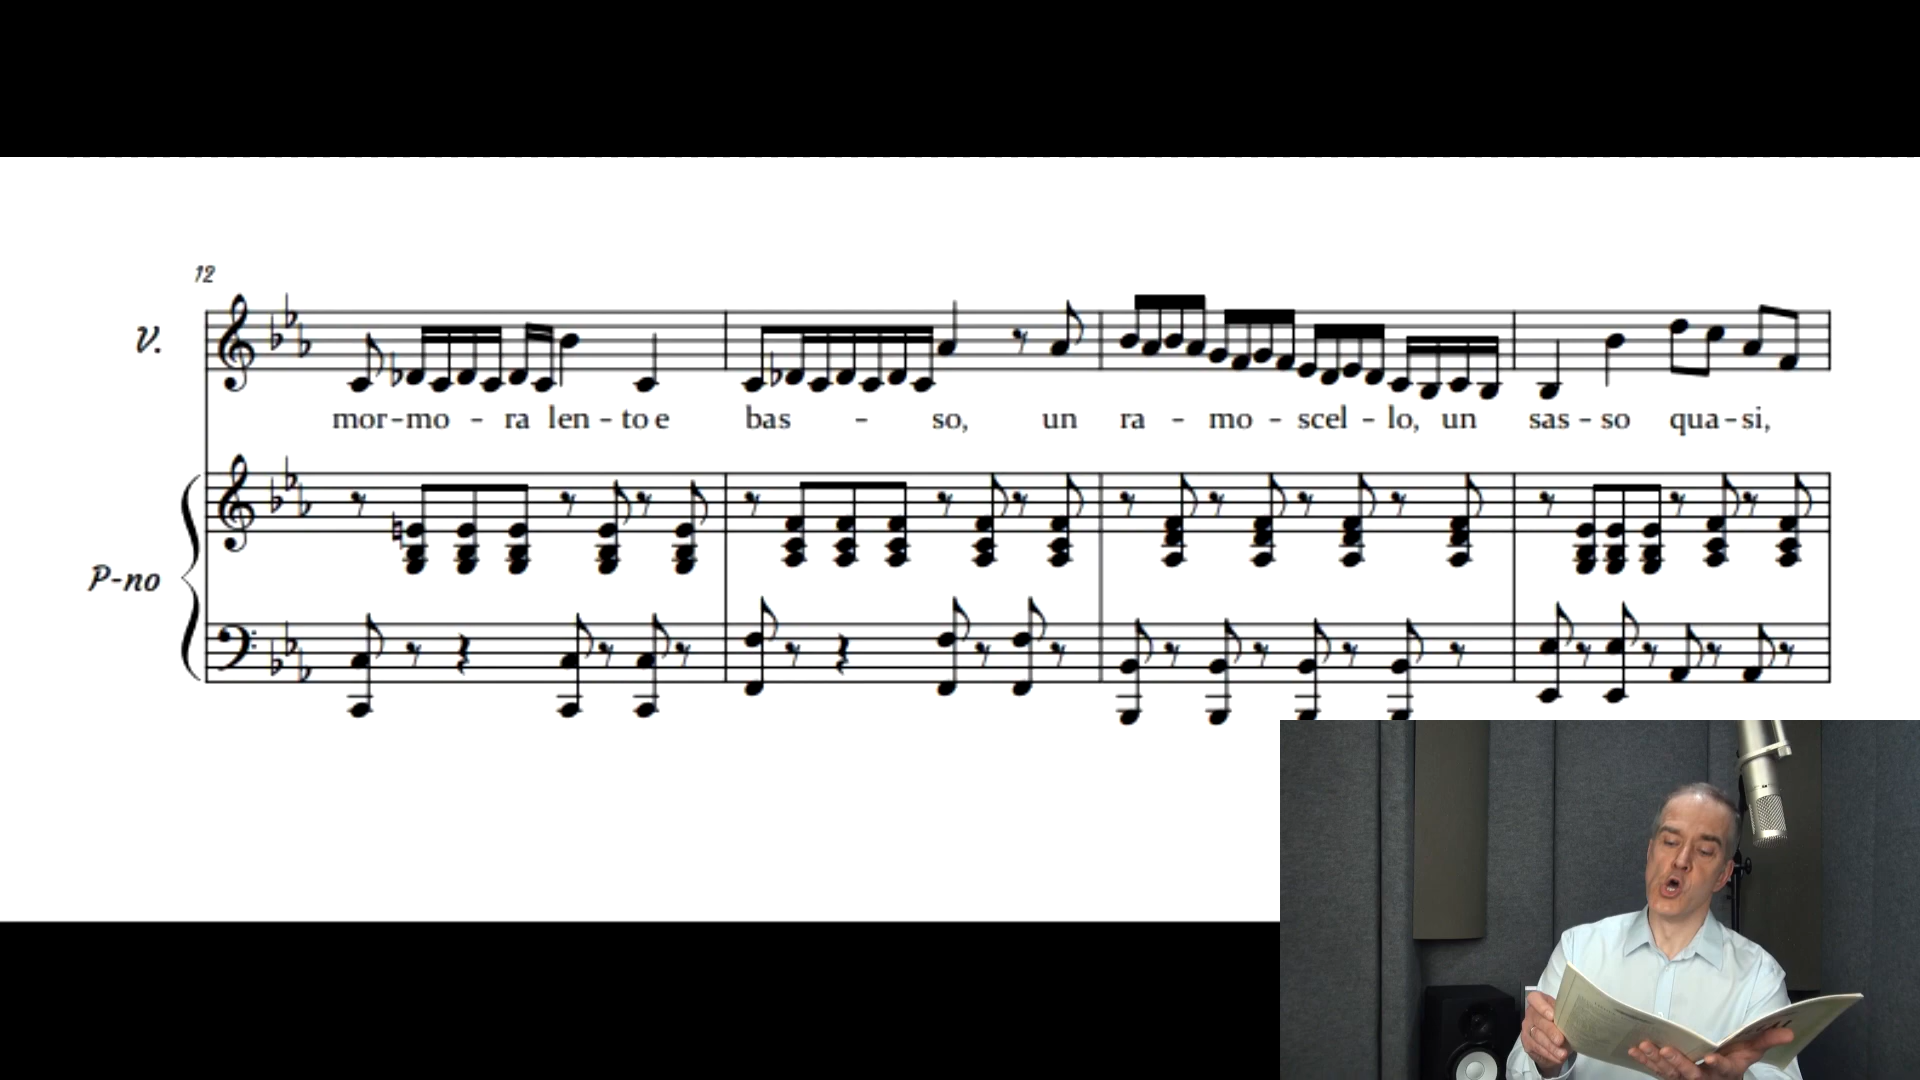 12
V.
mor-mo - ra len - to e bas - so, un ra - mo - scel - lo, un sas - so qua - si,
P-no